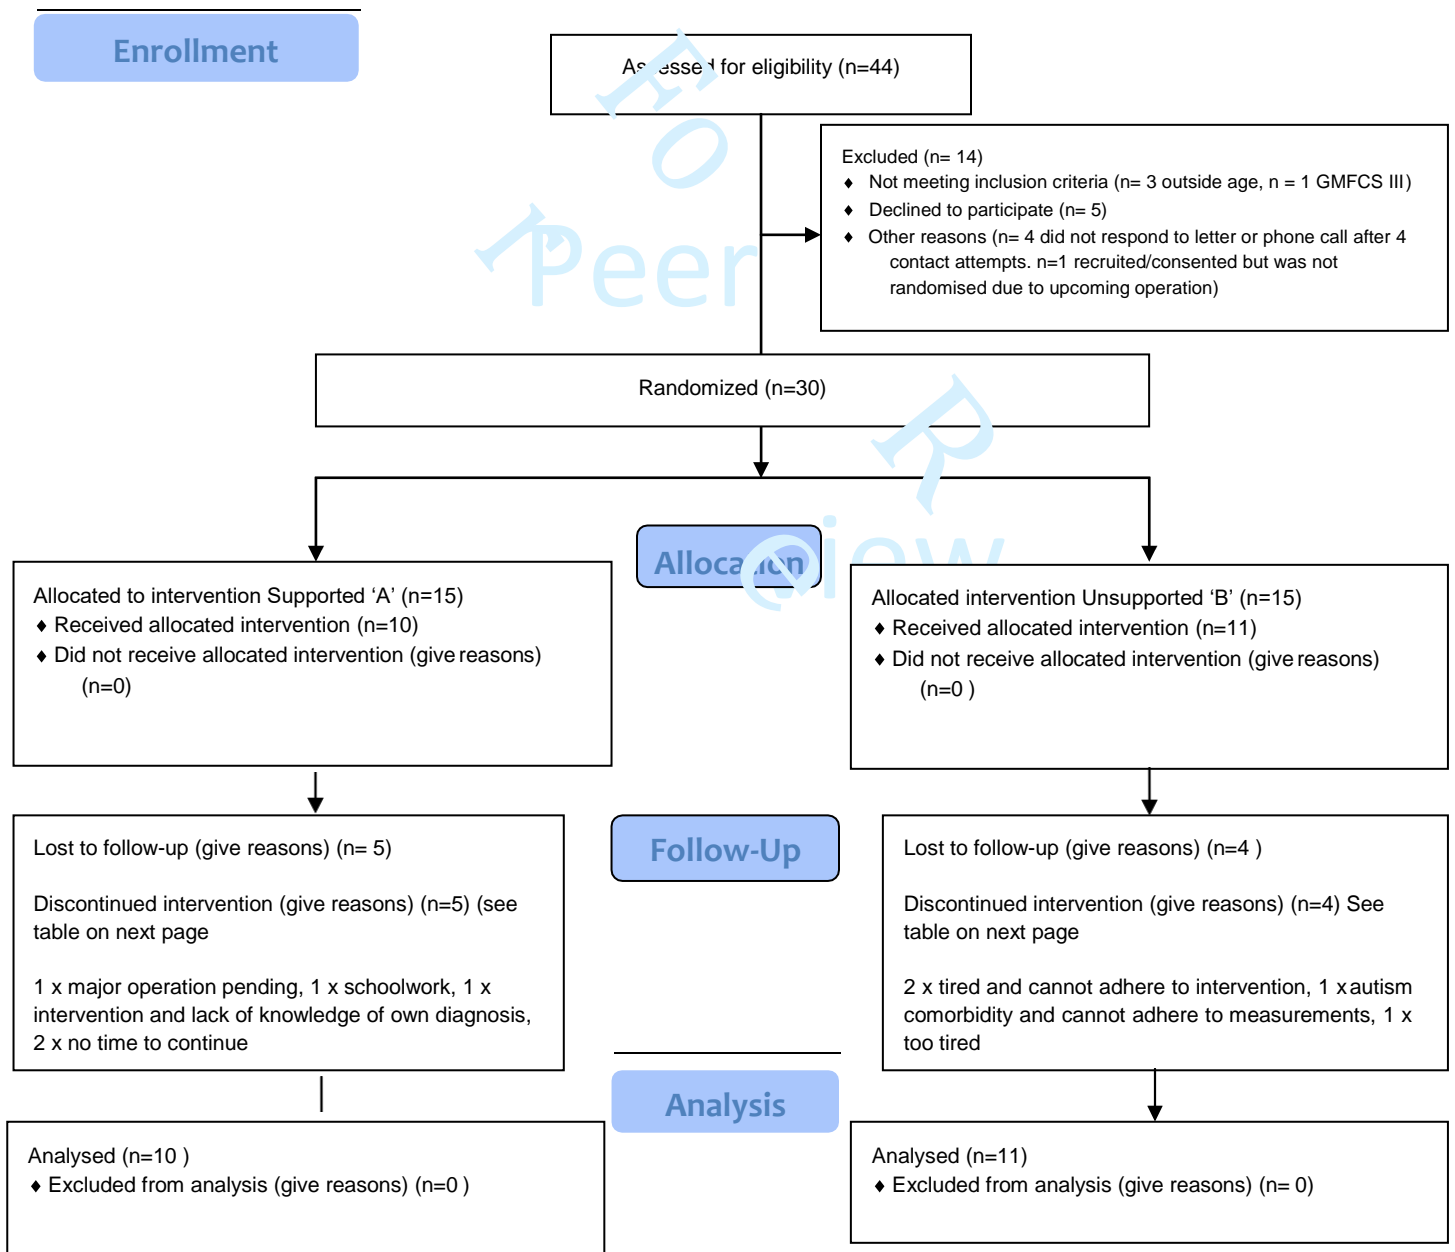 Enrollment
Assessed for eligibility (n=44)
Excluded (n= 14)
♦ Not meeting inclusion criteria (n= 3 outside age, n = 1 GMFCS III)
♦ Declined to participate (n= 5)
♦ Other reasons (n= 4 did not respond to letter or phone call after 4
contact attempts. n=1 recruited/consented but was not
randomised due to upcoming operation)
For
Peer
Randomized (n=30)
Review
Allocation
Allocated to intervention Supported ‘A’ (n=15)
♦ Received allocated intervention (n=10)
♦ Did not receive allocated intervention (give reasons)
(n=0)
Allocated intervention Unsupported ‘B’ (n=15)
♦ Received allocated intervention (n=11)
♦ Did not receive allocated intervention (give reasons)
(n=0 )
Follow-Up
Lost to follow-up (give reasons) (n= 5)
Discontinued intervention (give reasons) (n=5) (see
table on next page
1 x major operation pending, 1 x schoolwork, 1 x
intervention and lack of knowledge of own diagnosis,
2 x no time to continue
Lost to follow-up (give reasons) (n=4 )
Discontinued intervention (give reasons) (n=4) See
table on next page
2 x tired and cannot adhere to intervention, 1 x autism
comorbidity and cannot adhere to measurements, 1 x
too tired
Analysis
Analysed (n=10 )
♦ Excluded from analysis (give reasons) (n=0 )
Analysed (n=11)
♦ Excluded from analysis (give reasons) (n= 0)